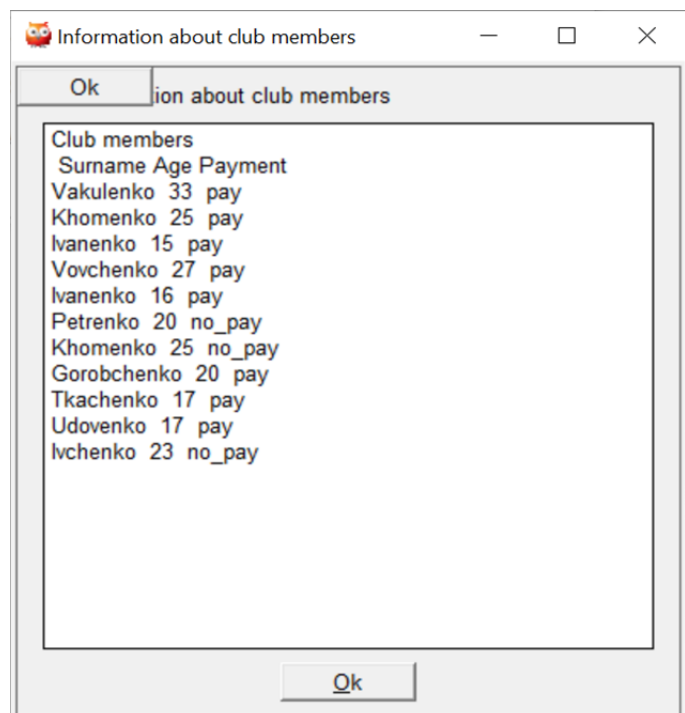 Information about club members
Ok
ion about club members
Club members
Surname Age Payment
Vakulenko 33 pay
Khomenko 25 pay
Ivanenko 15 pay
Vovchenko 27 pay
Ivanenko 16 pay
Petrenko 20 no_pay
Khomenko 25 no_pay
Gorobchenko 20 pay
Tkachenko 17 pay
Udovenko 17 pay
Ivchenko 23 no_pay
Ok